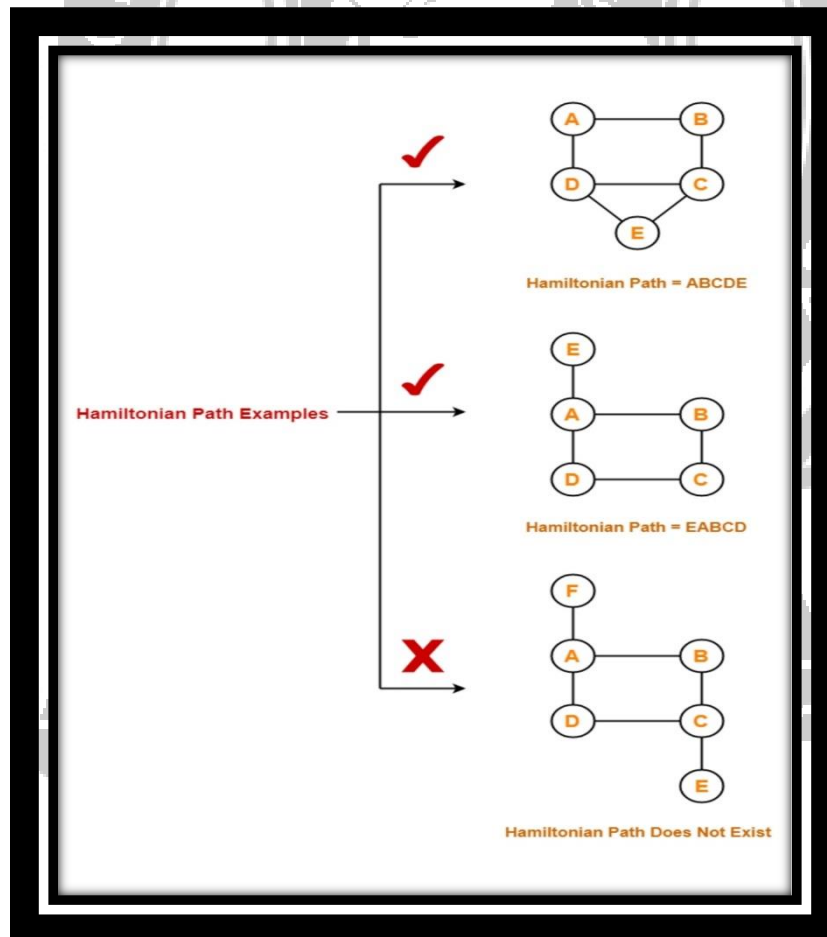 A B
D C
E
Hamiltonian Path = ABCDE
E
Hamiltonian Path Examples
A B
D C
Hamiltonian Path = EABCD
F
A B
D C
E
Hamiltonian Path Does Not Exist